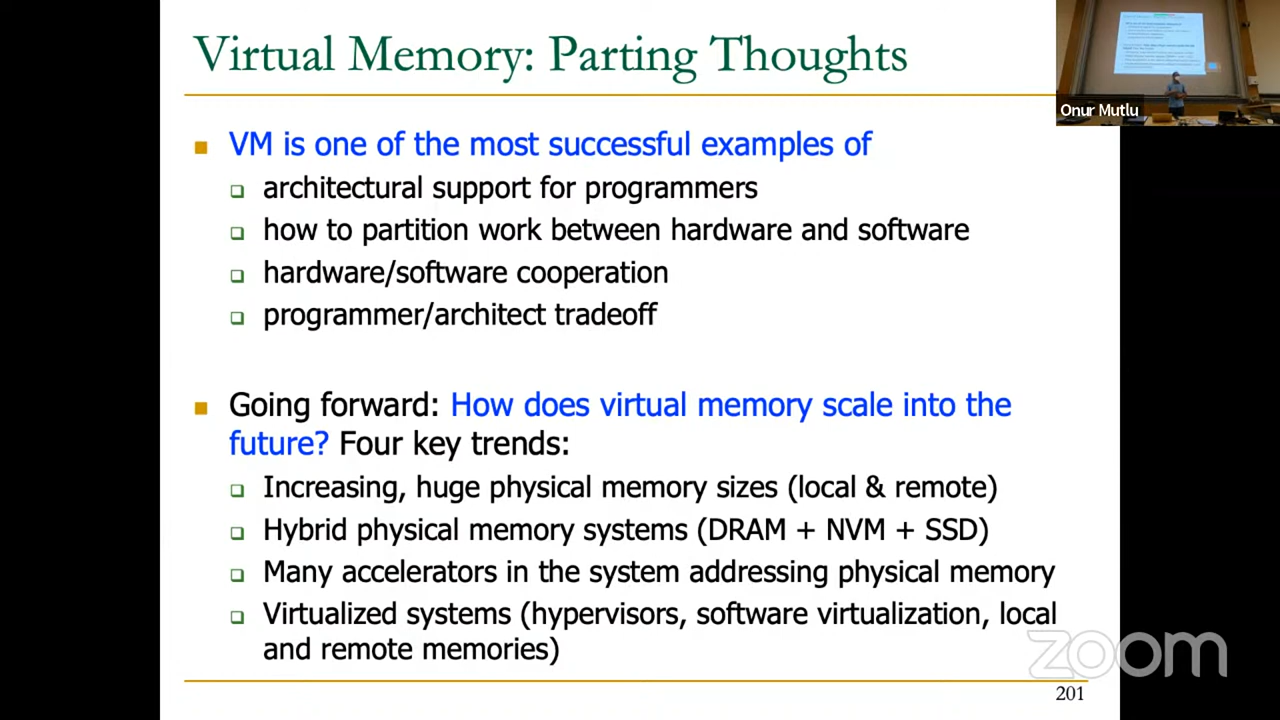 Virtual Memory: Parting Thoughts
Onur Mutlu
VM is one of the most successful examples of
architectural support for programmers
how to partition work between hardware and software
hardware/software cooperation
programmer/architect tradeoff
Going forward: How does virtual memory scale into the
future? Four key trends:
Increasing, huge physical memory sizes (local & remote)
Hybrid physical memory systems (DRAM + NVM + SSD)
Many accelerators in the system addressing physical memory
Virtualized systems (hypervisors, software virtualization, local
and remote memories)
zoom
201